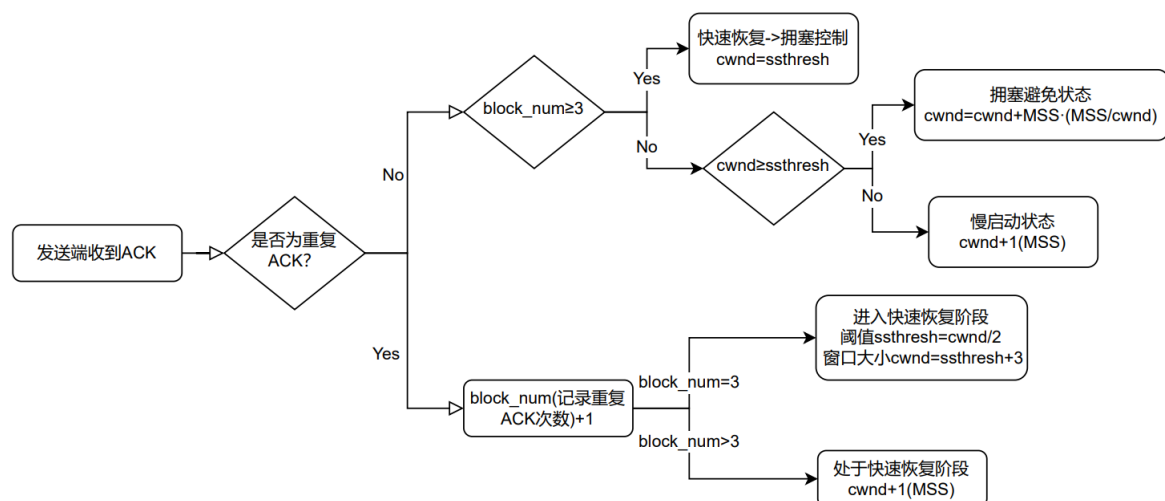 发送端收到ACK
是否为重复
ACK?
No
Yes
block_num≥3
Yes
No
快速恢复->拥塞控制
cwnd=ssthresh
cwnd≥ssthresh
Yes
No
拥塞避免状态
cwnd=cwnd+MSS·(MSS/cwnd)
慢启动状态
cwnd+1(MSS)
block_num(记录重复
ACK次数)+1
block_num=3
block_num>3
进入快速恢复阶段
阈值ssthresh=cwnd/2
窗口大小cwnd=ssthresh+3
处于快速恢复阶段
cwnd+1(MSS)